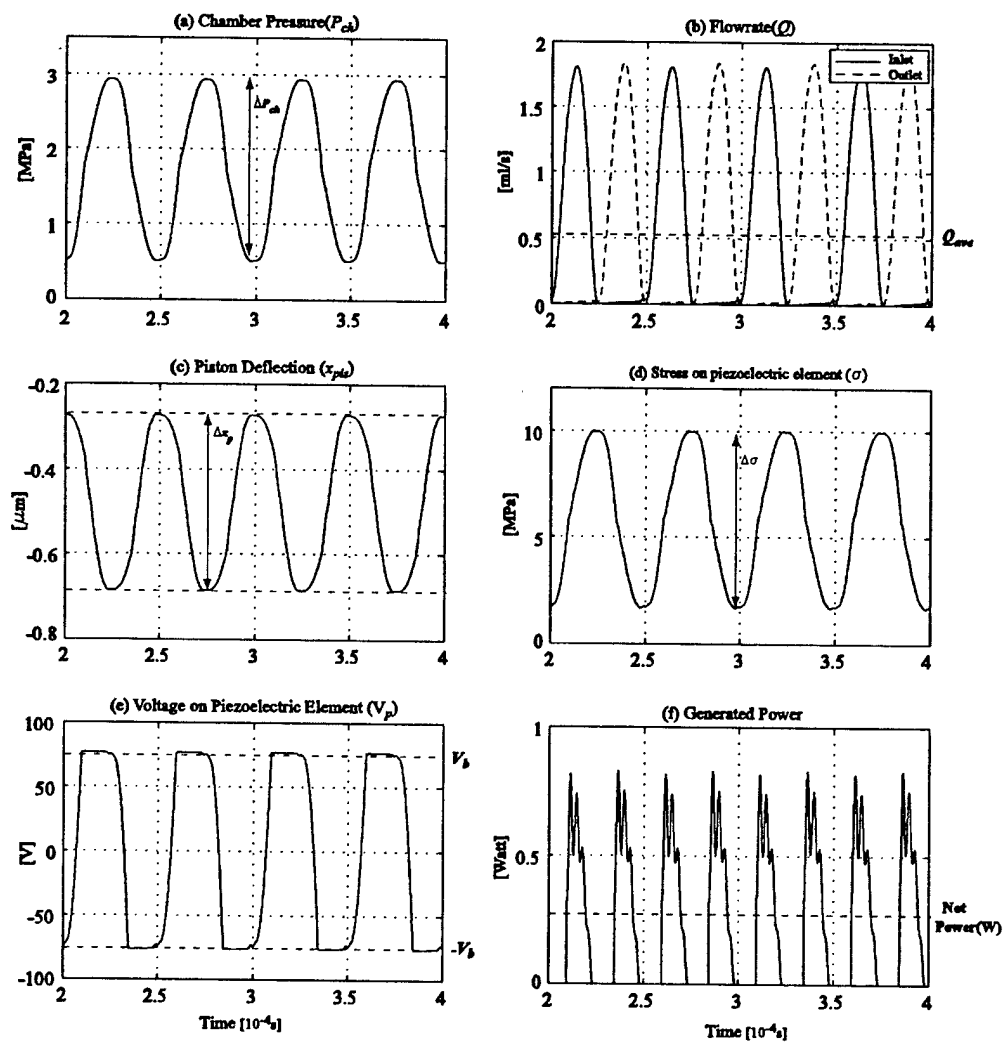 (a) Chamber Pressure(P_ch)
4
3
2
1
0
[MPa]
ΔP_ch
2 2.5 3 3.5 4
(b) Flowrate(Q)
2
1.5
1
0.5
0
[ml/s]
Inlet
Outlet
Q_ave
2 2.5 3 3.5 4
(c) Piston Deflection (x_pis)
-0.2
-0.4
-0.6
-0.8
[μm]
Δx_p
2 2.5 3 3.5 4
(d) Stress on piezoelectric element (σ)
10
5
0
[MPa]
Δσ
2 2.5 3 3.5 4
(e) Voltage on Piezoelectric Element (V_p)
100
50
0
-50
-100
[V]
V_b
-V_b
2 2.5 3 3.5 4
Time [10⁻⁴s]
(f) Generated Power
1
0.5
0
[Watt]
Net
Power(W)
2 2.5 3 3.5 4
Time [10⁻⁴s]